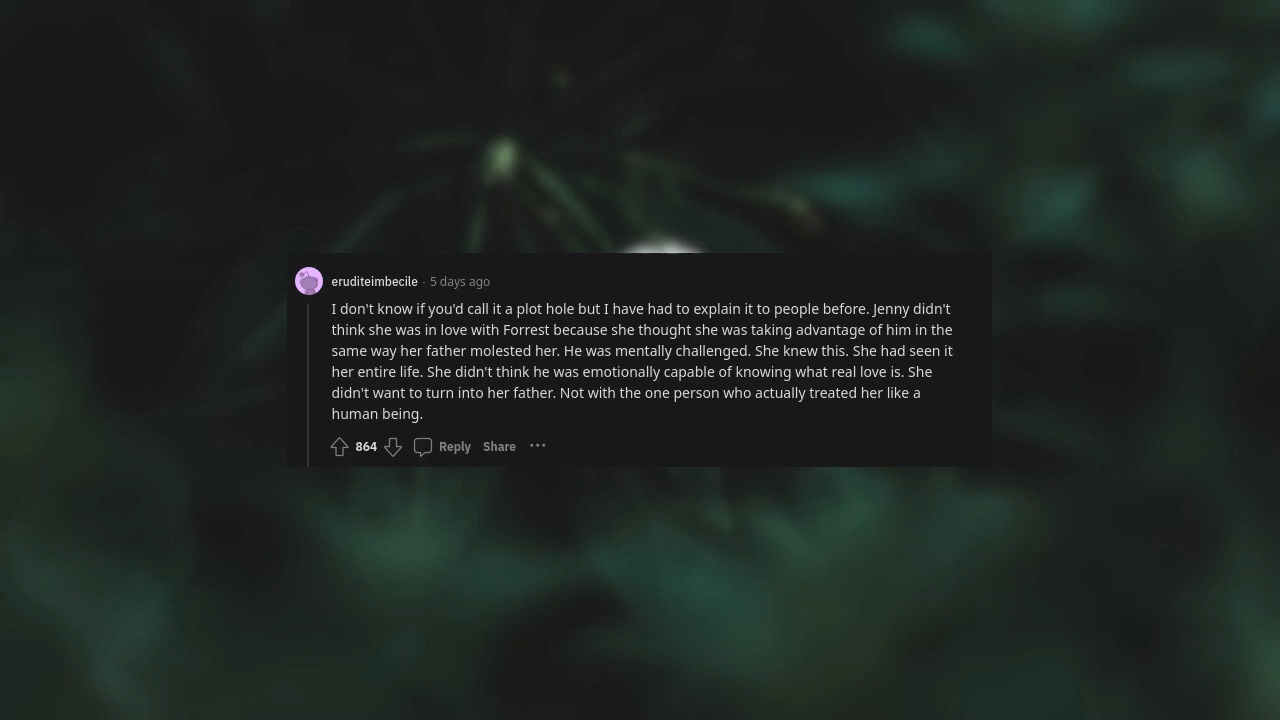 eruditeimbecile · 5 days ago
I don't know if you'd call it a plot hole but I have had to explain it to people before. Jenny didn't
think she was in love with Forrest because she thought she was taking advantage of him in the
same way her father molested her. He was mentally challenged. She knew this. She had seen it
her entire life. She didn't think he was emotionally capable of knowing what real love is. She
didn't want to turn into her father. Not with the one person who actually treated her like a
human being.
864 Reply Share ···